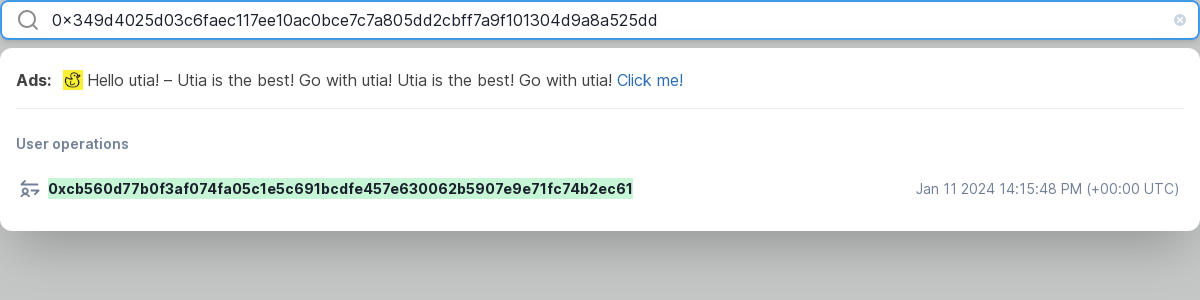 0x349d4025d03c6faec117ee10ac0bce7c7a805dd2cbff7a9f101304d9a8a525dd
Ads: Hello utia! – Utia is the best! Go with utia! Utia is the best! Go with utia! Click me!
User operations
0xcb560d77b0f3af074fa05c1e5c691bcdfe457e630062b5907e9e71fc74b2ec61 Jan 11 2024 14:15:48 PM (+00:00 UTC)